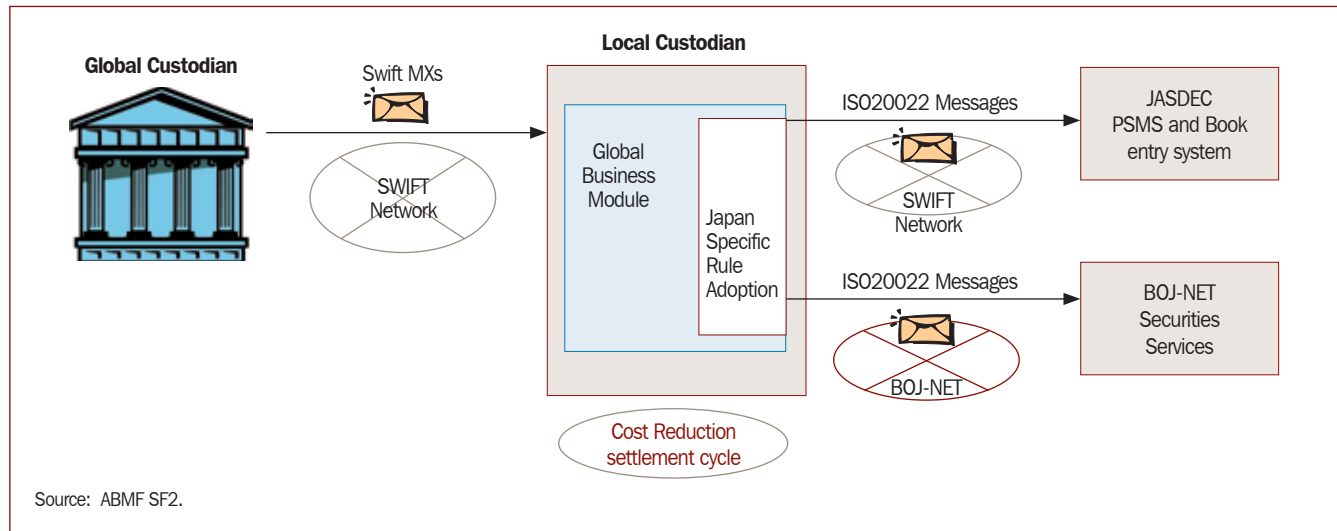 Global Custodian
Swift MXs
SWIFT
Network
Local Custodian
Global
Business
Module
Japan
Specific
Rule
Adoption
Cost Reduction
settlement cycle
ISO20022 Messages
SWIFT
Network
JASDEC
PSMS and Book
entry system
ISO20022 Messages
BOJ-NET
BOJ-NET
Securities
Services
Source: ABMF SF2.